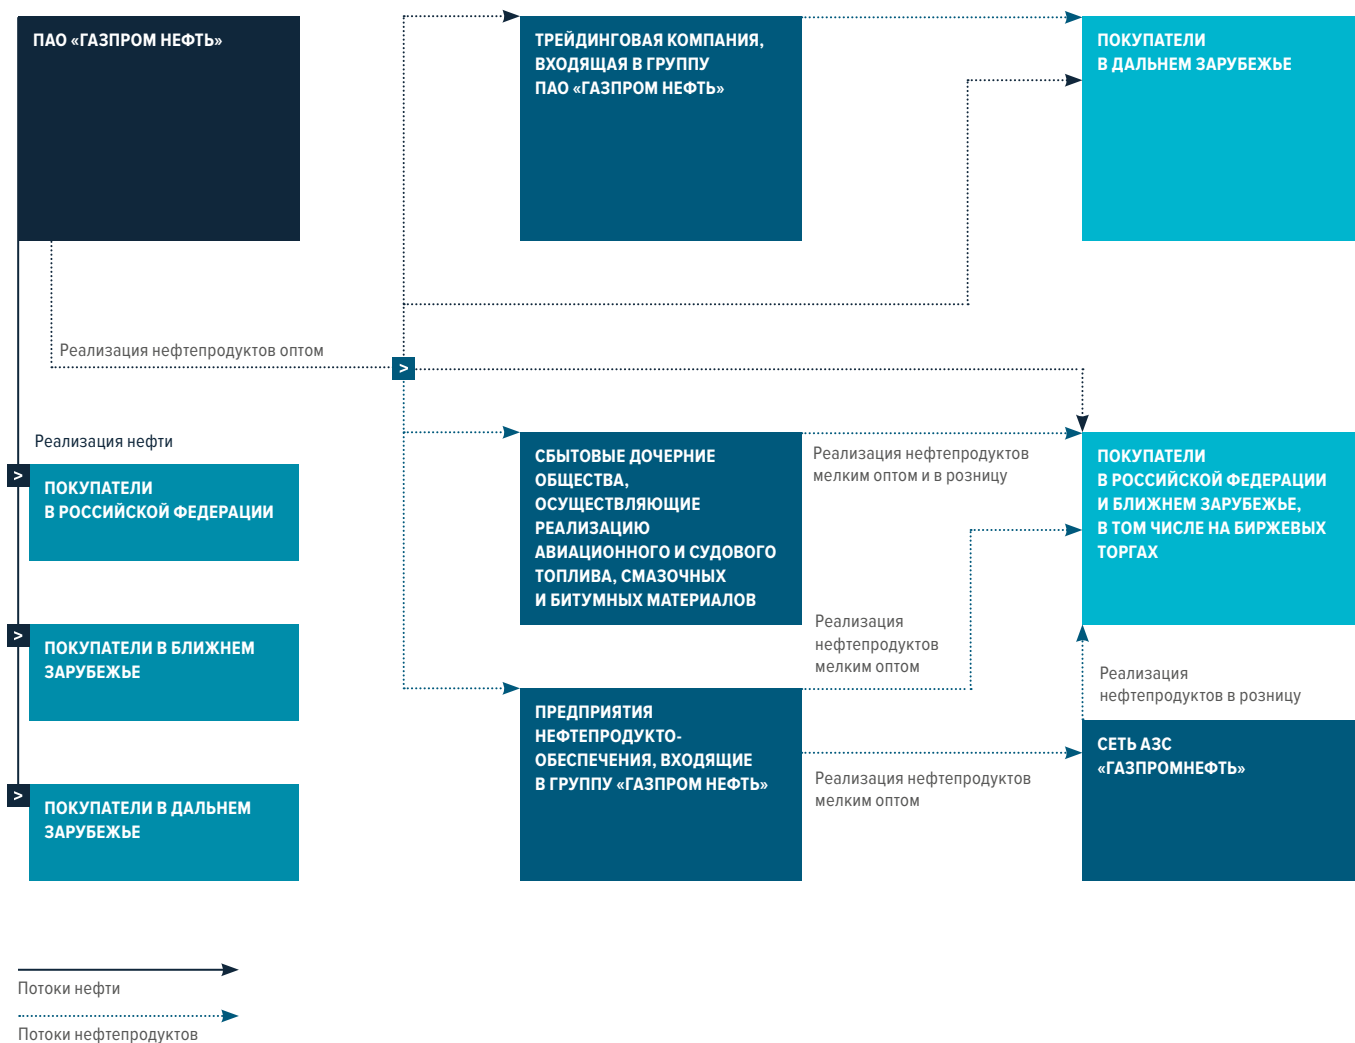 ПАО «ГАЗПРОМ НЕФТЬ»
ТРЕЙДИНГОВАЯ КОМПАНИЯ,
ВХОДЯЩАЯ В ГРУППУ
ПАО «ГАЗПРОМ НЕФТЬ»
ПОКУПАТЕЛИ
В ДАЛЬНЕМ ЗАРУБЕЖЬЕ
Реализация нефтепродуктов оптом
>
Реализация нефти
>
ПОКУПАТЕЛИ
В РОССИЙСКОЙ ФЕДЕРАЦИИ
>
ПОКУПАТЕЛИ В БЛИЖНЕМ
ЗАРУБЕЖЬЕ
>
ПОКУПАТЕЛИ В ДАЛЬНЕМ
ЗАРУБЕЖЬЕ
СБЫТОВЫЕ ДОЧЕРНИЕ
ОБЩЕСТВА,
ОСУЩЕСТВЛЯЮЩИЕ
РЕАЛИЗАЦИЮ
АВИАЦИОННОГО И СУДОВОГО
ТОПЛИВА, СМАЗОЧНЫХ
И БИТУМНЫХ МАТЕРИАЛОВ
Реализация нефтепродуктов
мелким оптом и в розницу
ПОКУПАТЕЛИ
В РОССИЙСКОЙ ФЕДЕРАЦИИ
И БЛИЖНЕМ ЗАРУБЕЖЬЕ,
В ТОМ ЧИСЛЕ НА БИРЖЕВЫХ
ТОРГАХ
Реализация
нефтепродуктов
мелким оптом
Реализация
нефтепродуктов в розницу
ПРЕДПРИЯТИЯ
НЕФТЕПРОДУКТО-
ОБЕСПЕЧЕНИЯ, ВХОДЯЩИЕ
В ГРУППУ «ГАЗПРОМ НЕФТЬ»
Реализация нефтепродуктов
мелким оптом
СЕТЬ АЗС
«ГАЗПРОМНЕФТЬ»
Потоки нефти
Потоки нефтепродуктов